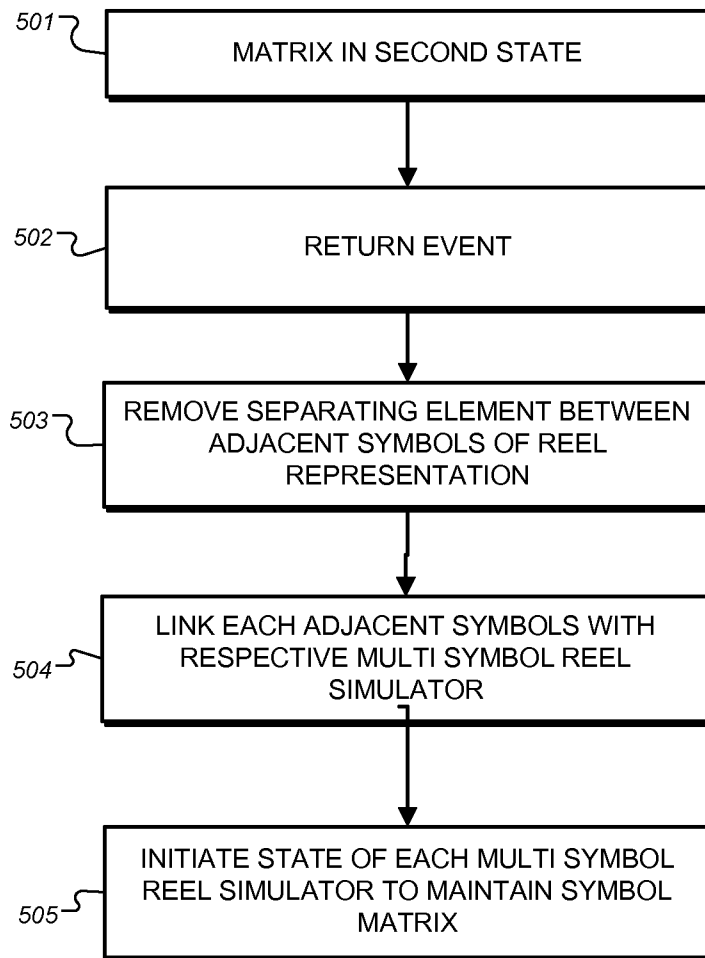 501
MATRIX IN SECOND STATE
502
RETURN EVENT
503
REMOVE SEPARATING ELEMENT BETWEEN
ADJACENT SYMBOLS OF REEL
REPRESENTATION
504
LINK EACH ADJACENT SYMBOLS WITH
RESPECTIVE MULTI SYMBOL REEL
SIMULATOR
505
INITIATE STATE OF EACH MULTI SYMBOL
REEL SIMULATOR TO MAINTAIN SYMBOL
MATRIX